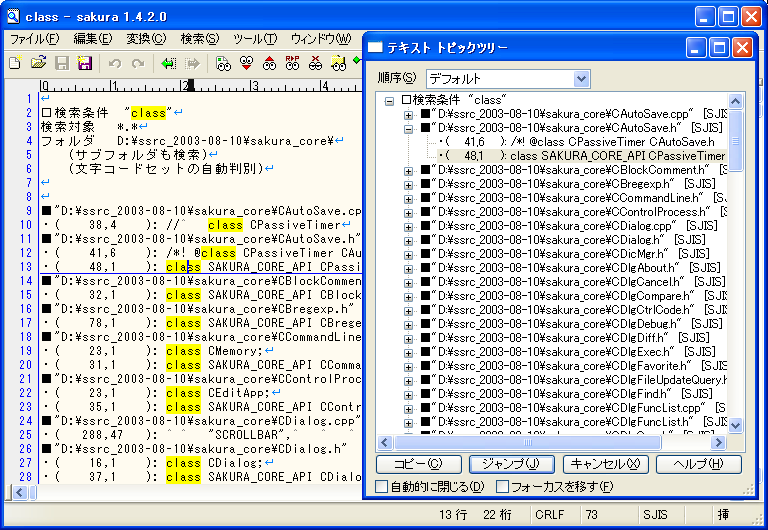 class - sakura 1.4.2.0
ファイル(F) 編集(E) 変換(C) 検索(S) ツール(T) ウィンドウ(W)
0 1 2 3 4
1 ↵
2 □検索条件 "class"↵
3 検索対象 *.*↵
4 フォルダ D:¥ssrc_2003-08-10¥sakura_core¥↵
5 (サブフォルダも検索)↵
6 (文字コードセットの自動判別)↵
7 ↵
8 ↵
9 ■"D:¥ssrc_2003-08-10¥sakura_core¥CAutoSave.cp
10 ・( 38,4 ): //^ class CPassiveTimer↵
11 ■"D:¥ssrc_2003-08-10¥sakura_core¥CAutoSave.h"
12 ・( 41,6 ): /*! @class CPassiveTimer CAu
13 ・( 48,1 ): class SAKURA_CORE_API CPassi
14 ■"D:¥ssrc_2003-08-10¥sakura_core¥CBlockCommen
15 ・( 32,1 ): class SAKURA_CORE_API CBlock
16 ■"D:¥ssrc_2003-08-10¥sakura_core¥CBregexp.h"
17 ・( 78,1 ): class SAKURA_CORE_API CBrege
18 ■"D:¥ssrc_2003-08-10¥sakura_core¥CCommandLine
19 ・( 23,1 ): class CMemory;↵
20 ・( 31,1 ): class SAKURA_CORE_API CComma
21 ■"D:¥ssrc_2003-08-10¥sakura_core¥CControlProc
22 ・( 23,1 ): class CEditApp;↵
23 ・( 35,1 ): class SAKURA_CORE_API CContr
24 ■"D:¥ssrc_2003-08-10¥sakura_core¥CDialog.cpp"
25 ・( 288,47 ): ^ ^ "SCROLLBAR",^ ^ ^
26 ■"D:¥ssrc_2003-08-10¥sakura_core¥CDialog.h"
27 ・( 16,1 ): class CDialog;↵
28 ・( 37,1 ): class SAKURA_CORE_API CDialo
13 行 22 桁 CRLF 73 SJIS 挿
テキスト トピックツリー
順序(S) デフォルト
□検索条件 "class"
■"D:¥ssrc_2003-08-10¥sakura_core¥CAutoSave.cpp" [SJIS]
■"D:¥ssrc_2003-08-10¥sakura_core¥CAutoSave.h" [SJIS]
・( 41,6 ): /*! @class CPassiveTimer CAutoSave.h
・( 48,1 ): class SAKURA_CORE_API CPassiveTimer
■"D:¥ssrc_2003-08-10¥sakura_core¥CBlockComment.h" [SJIS]
■"D:¥ssrc_2003-08-10¥sakura_core¥CBregexp.h" [SJIS]
■"D:¥ssrc_2003-08-10¥sakura_core¥CCommandLine.h" [SJIS]
■"D:¥ssrc_2003-08-10¥sakura_core¥CControlProcess.h" [SJIS]
■"D:¥ssrc_2003-08-10¥sakura_core¥CDialog.cpp" [SJIS]
■"D:¥ssrc_2003-08-10¥sakura_core¥CDialog.h" [SJIS]
■"D:¥ssrc_2003-08-10¥sakura_core¥CDicMgr.h" [SJIS]
■"D:¥ssrc_2003-08-10¥sakura_core¥CDlgAbout.h" [SJIS]
■"D:¥ssrc_2003-08-10¥sakura_core¥CDlgCancel.h" [SJIS]
■"D:¥ssrc_2003-08-10¥sakura_core¥CDlgCompare.h" [SJIS]
■"D:¥ssrc_2003-08-10¥sakura_core¥CDlgCtrlCode.h" [SJIS]
■"D:¥ssrc_2003-08-10¥sakura_core¥CDlgDebug.h" [SJIS]
■"D:¥ssrc_2003-08-10¥sakura_core¥CDlgDiff.h" [SJIS]
■"D:¥ssrc_2003-08-10¥sakura_core¥CDlgExec.h" [SJIS]
■"D:¥ssrc_2003-08-10¥sakura_core¥CDlgFavorite.h" [SJIS]
■"D:¥ssrc_2003-08-10¥sakura_core¥CDlgFileUpdateQuery.h
■"D:¥ssrc_2003-08-10¥sakura_core¥CDlgFind.h" [SJIS]
■"D:¥ssrc_2003-08-10¥sakura_core¥CDlgFuncList.cpp" [SJIS]
■"D:¥ssrc_2003-08-10¥sakura_core¥CDlgFuncList.h" [SJIS]
コピー(C) ジャンプ(J) キャンセル(X) ヘルプ(H)
自動的に閉じる(D) フォーカスを移す(F)